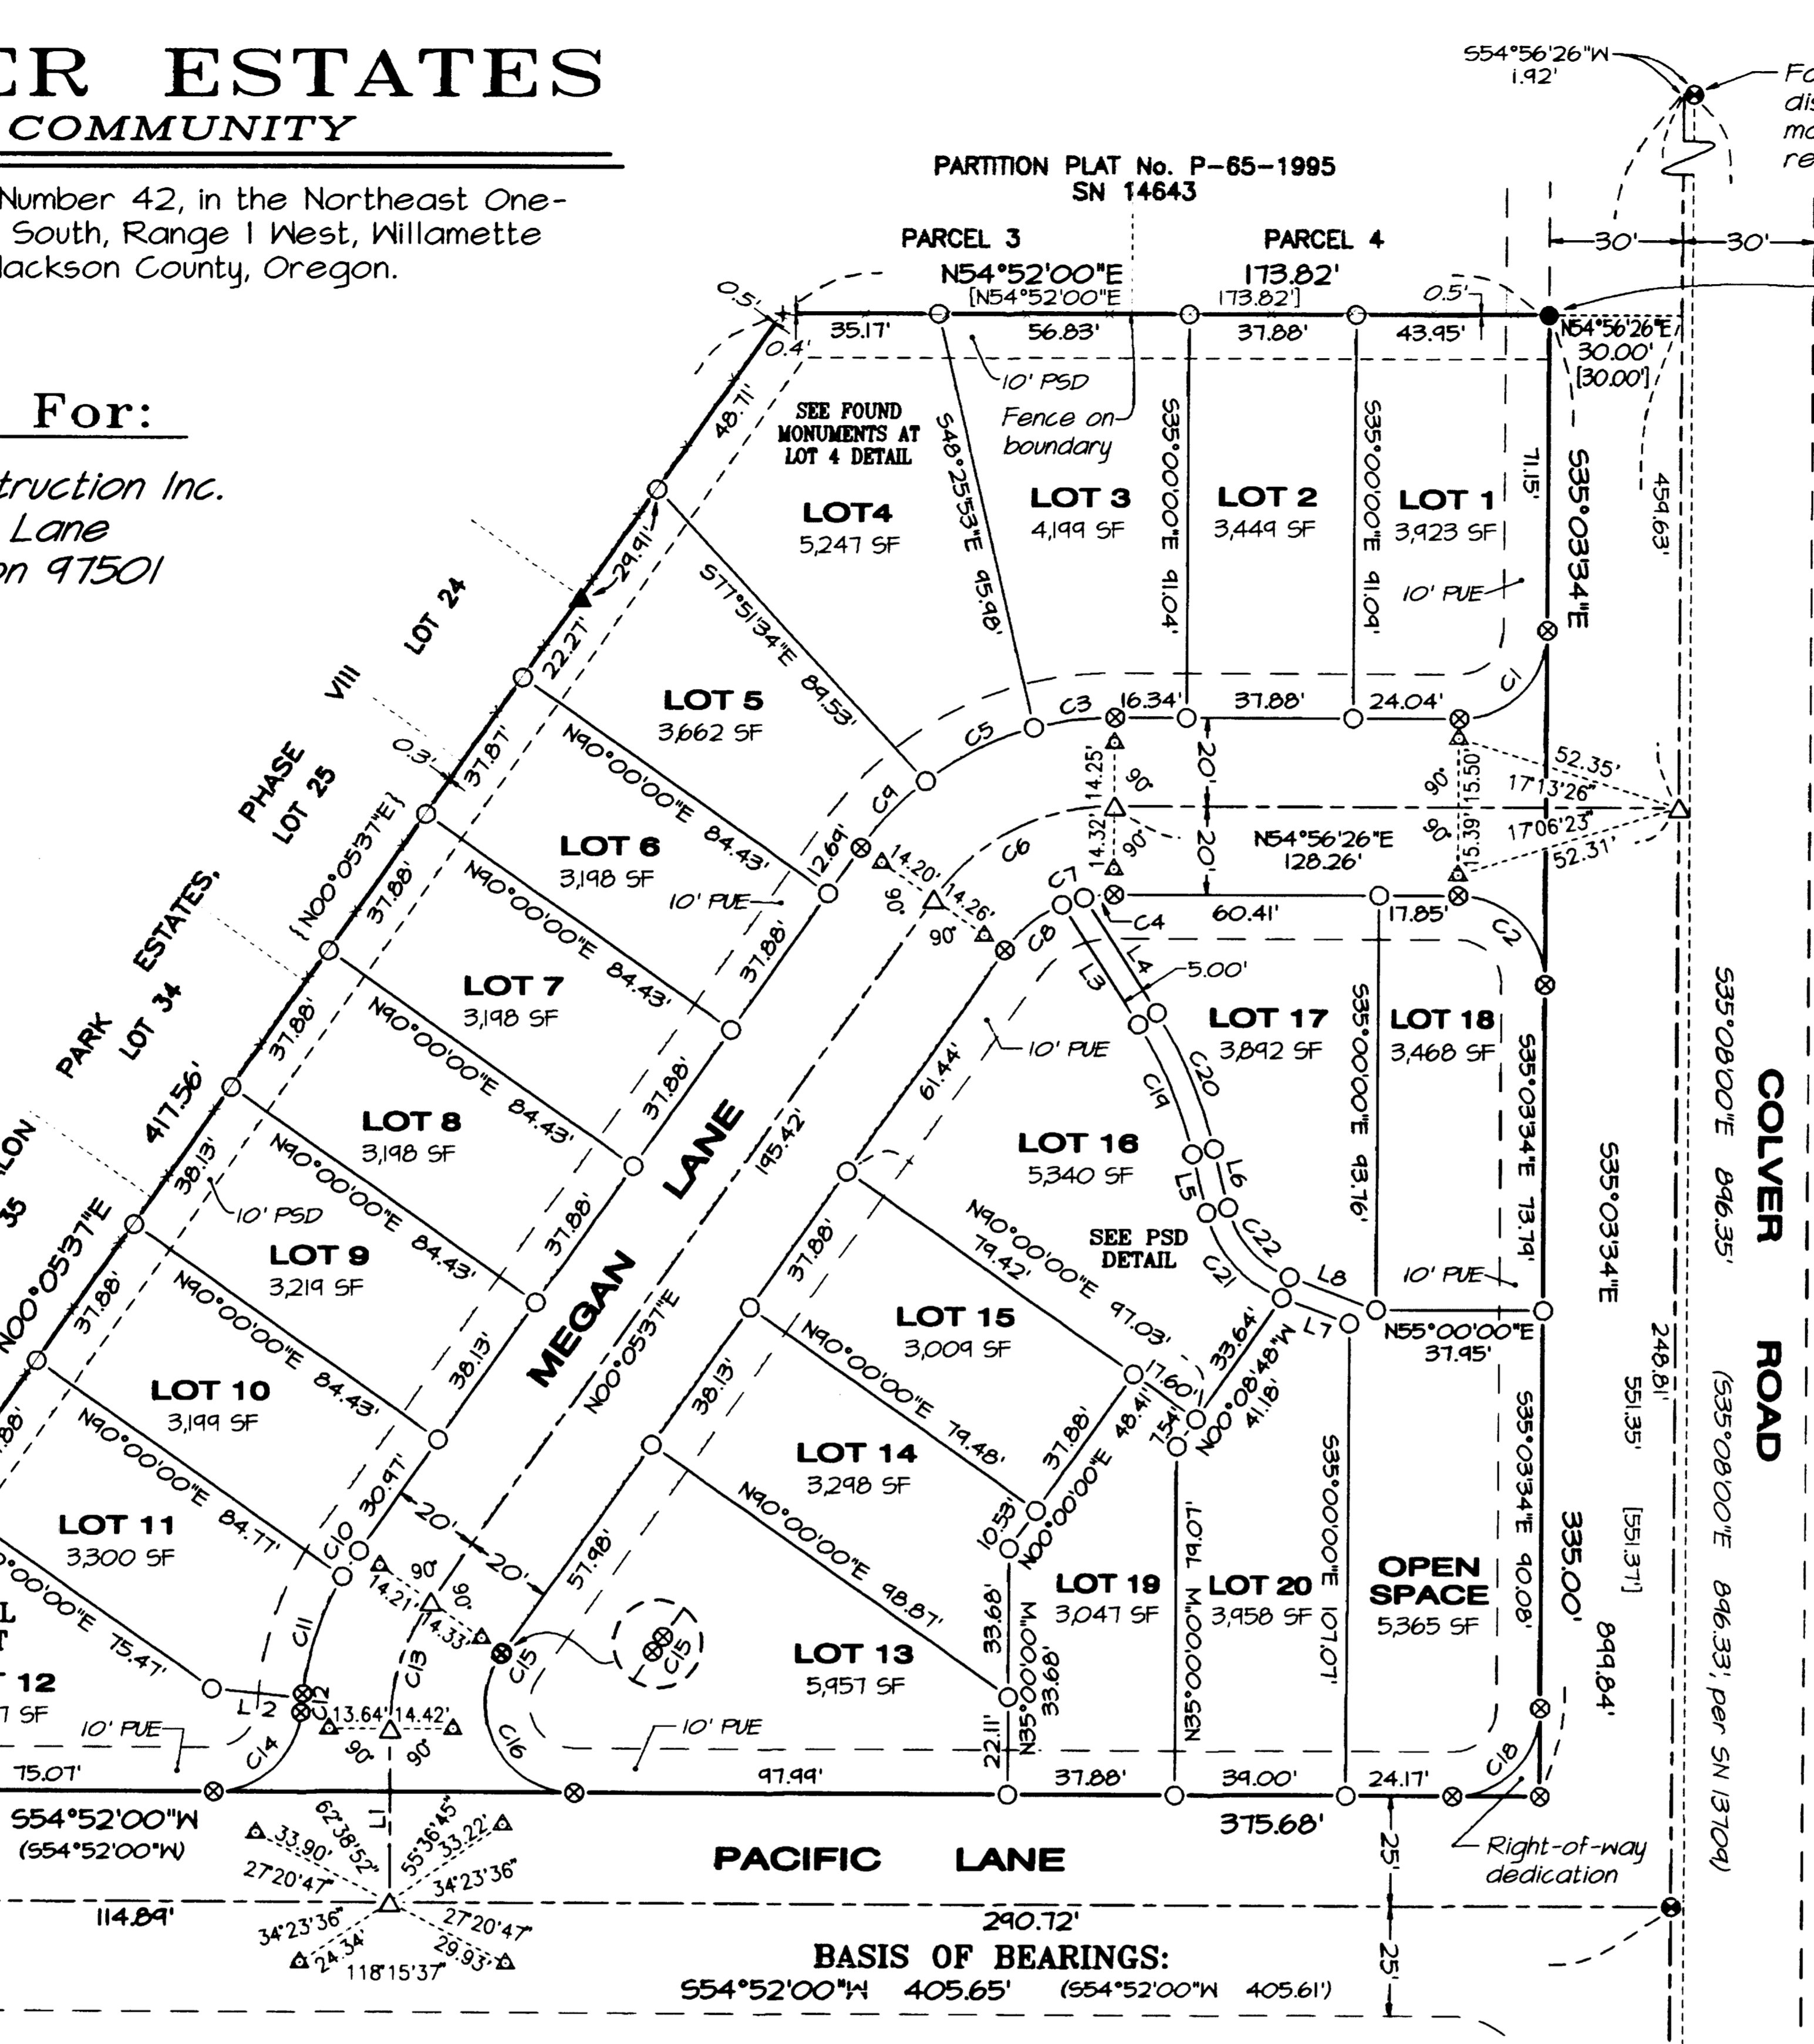 ER ESTATES
COMMUNITY
Number 42, in the Northeast One-
South, Range 1 West, Willamette
Jackson County, Oregon.
For:
truction Inc.
Lane
on 97501
S54°56'26"W
1.92'
Fo
dis
mo
re
PARTITION PLAT No. P-65-1995
SN 14643
PARCEL 3
PARCEL 4
N54°52'00"E 173.82'
[N54°52'00"E 173.82']
30'
30'
0.5'
0.4'
35.17'
56.83'
37.88'
43.95'
0.5'
N54°56'26"E
30.00'
[30.00']
10' PSD
Fence on
boundary
SEE FOUND
MONUMENTS AT
LOT 4 DETAIL
48.71'
29.91'
22.27'
LOT4
5,247 SF
S48°25'53"E 95.98'
LOT 3
4,199 SF
S35°00'00"E 91.04'
LOT 2
3,449 SF
S35°00'00"E 91.09'
LOT 1
3,923 SF
71.15'
S35°03'34"E
459.63'
10' PUE
S77°51'34"E 89.53'
LOT 24
VIII
PHASE
LOT 25
ESTATES,
LOT 34
PARK
35
LOT 5
3,662 SF
N90°00'00"E 84.43'
C5
C3
16.34'
37.88'
24.04'
C1
0.3'
37.87'
{N00°05'37"E}
C9
12.69'
14.25'
90°
20'
15.50'
90°
52.35'
17°13'26"
17°06'23"
52.31'
LOT 6
3,198 SF
10' PUE
37.88'
N90°00'00"E 84.43'
14.20'
90°
14.26'
90°
C6
14.32'
90°
20'
N54°56'26"E
128.26'
15.39'
90°
C7
C4
60.41'
17.85'
C2
C8
L3
L4
5.00'
37.88'
LOT 7
3,198 SF
N90°00'00"E 84.43'
37.88'
10' PUE
LOT 17
3,892 SF
S35°00'00"E 93.76'
LOT 18
3,468 SF
S35°03'34"E 73.79'
S35°08'00"E 896.35'
COLVER ROAD
37.88'
417.56'
LOT 8
3,198 SF
N90°00'00"E 84.43'
37.88'
61.44'
C19
C20
LOT 16
5,340 SF
L5
L6
SEE PSD
DETAIL
C21
C22
L8
L7
10' PUE
S35°03'34"E
MEGAN LANE
195.42'
N00°05'37"E
38.13'
10' PSD
N00°05'37"E
LOT 9
3,219 SF
N90°00'00"E 84.43'
37.88'
37.88'
N90°00'00"E
79.42'
97.03'
LOT 15
3,009 SF
N55°00'00"E
37.95'
33.64'
N00°08'48"W
41.18'
17.60'
7.54'
37.88'
LOT 10
3,199 SF
38.13'
38.13'
N90°00'00"E 79.48'
37.88'
N00°00'00"E 48.41'
10.53'
LOT 14
3,298 SF
N90°00'00"E 84.77'
30.97'
C10
20'
20'
57.98'
N90°00'00"E 98.87'
S35°00'00"E 107.07'
S35°03'34"E 90.08'
248.81'
551.35'
[551.37']
335.00'
899.84'
(S35°08'00"E 896.33', per SN 13709)
LOT 11
3,300 SF
75.47'
90°
14.21'
90°
14.33'
C15
C15
C11
C13
LOT 13
5,957 SF
33.68'
N35°00'00"W
33.68'
22.11'
LOT 19
3,047 SF
N35°00'00"W
LOT 20
3,958 SF
OPEN
SPACE
5,365 SF
12
SF
L2
C12
13.64'
14.42'
90°
90°
C14
C16
10' PUE
10' PUE
C18
75.07'
97.99'
37.88'
39.00'
24.17'
375.68'
S54°52'00"W
(S54°52'00"W)
62°38'52"
L1
55°36'45"
33.90'
33.22'
27°20'47"
34°23'36"
PACIFIC LANE
25'
Right-of-way
dedication
114.89'
34°23'36"
24.34'
27°20'47"
29.93'
118°15'37"
290.72'
BASIS OF BEARINGS:
S54°52'00"W 405.65' (S54°52'00"W 405.61')
25'